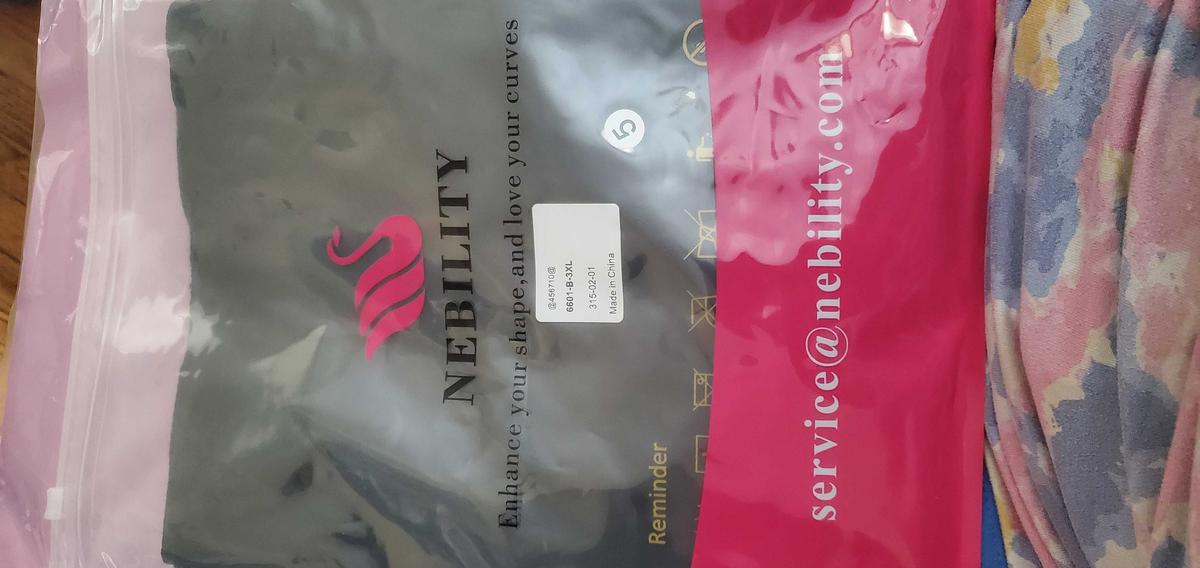 NEBILITY
Enhance your shape,and love your curves
5
@456710@
6601-B-3XL
315-02-01
Made in China
Reminder
service@nebility.com